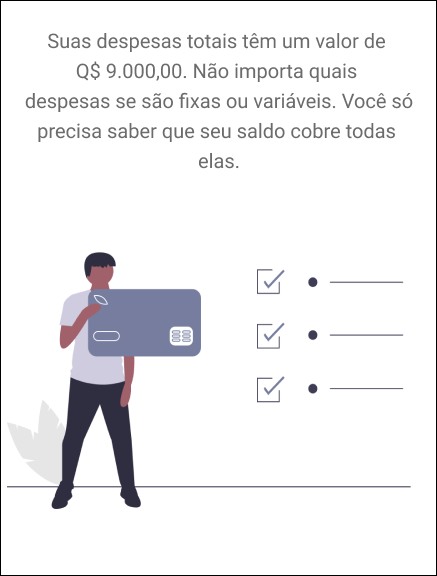 Suas despesas totais têm um valor de
Q$ 9.000,00. Não importa quais
despesas se são fixas ou variáveis. Você só
precisa saber que seu saldo cobre todas
elas.